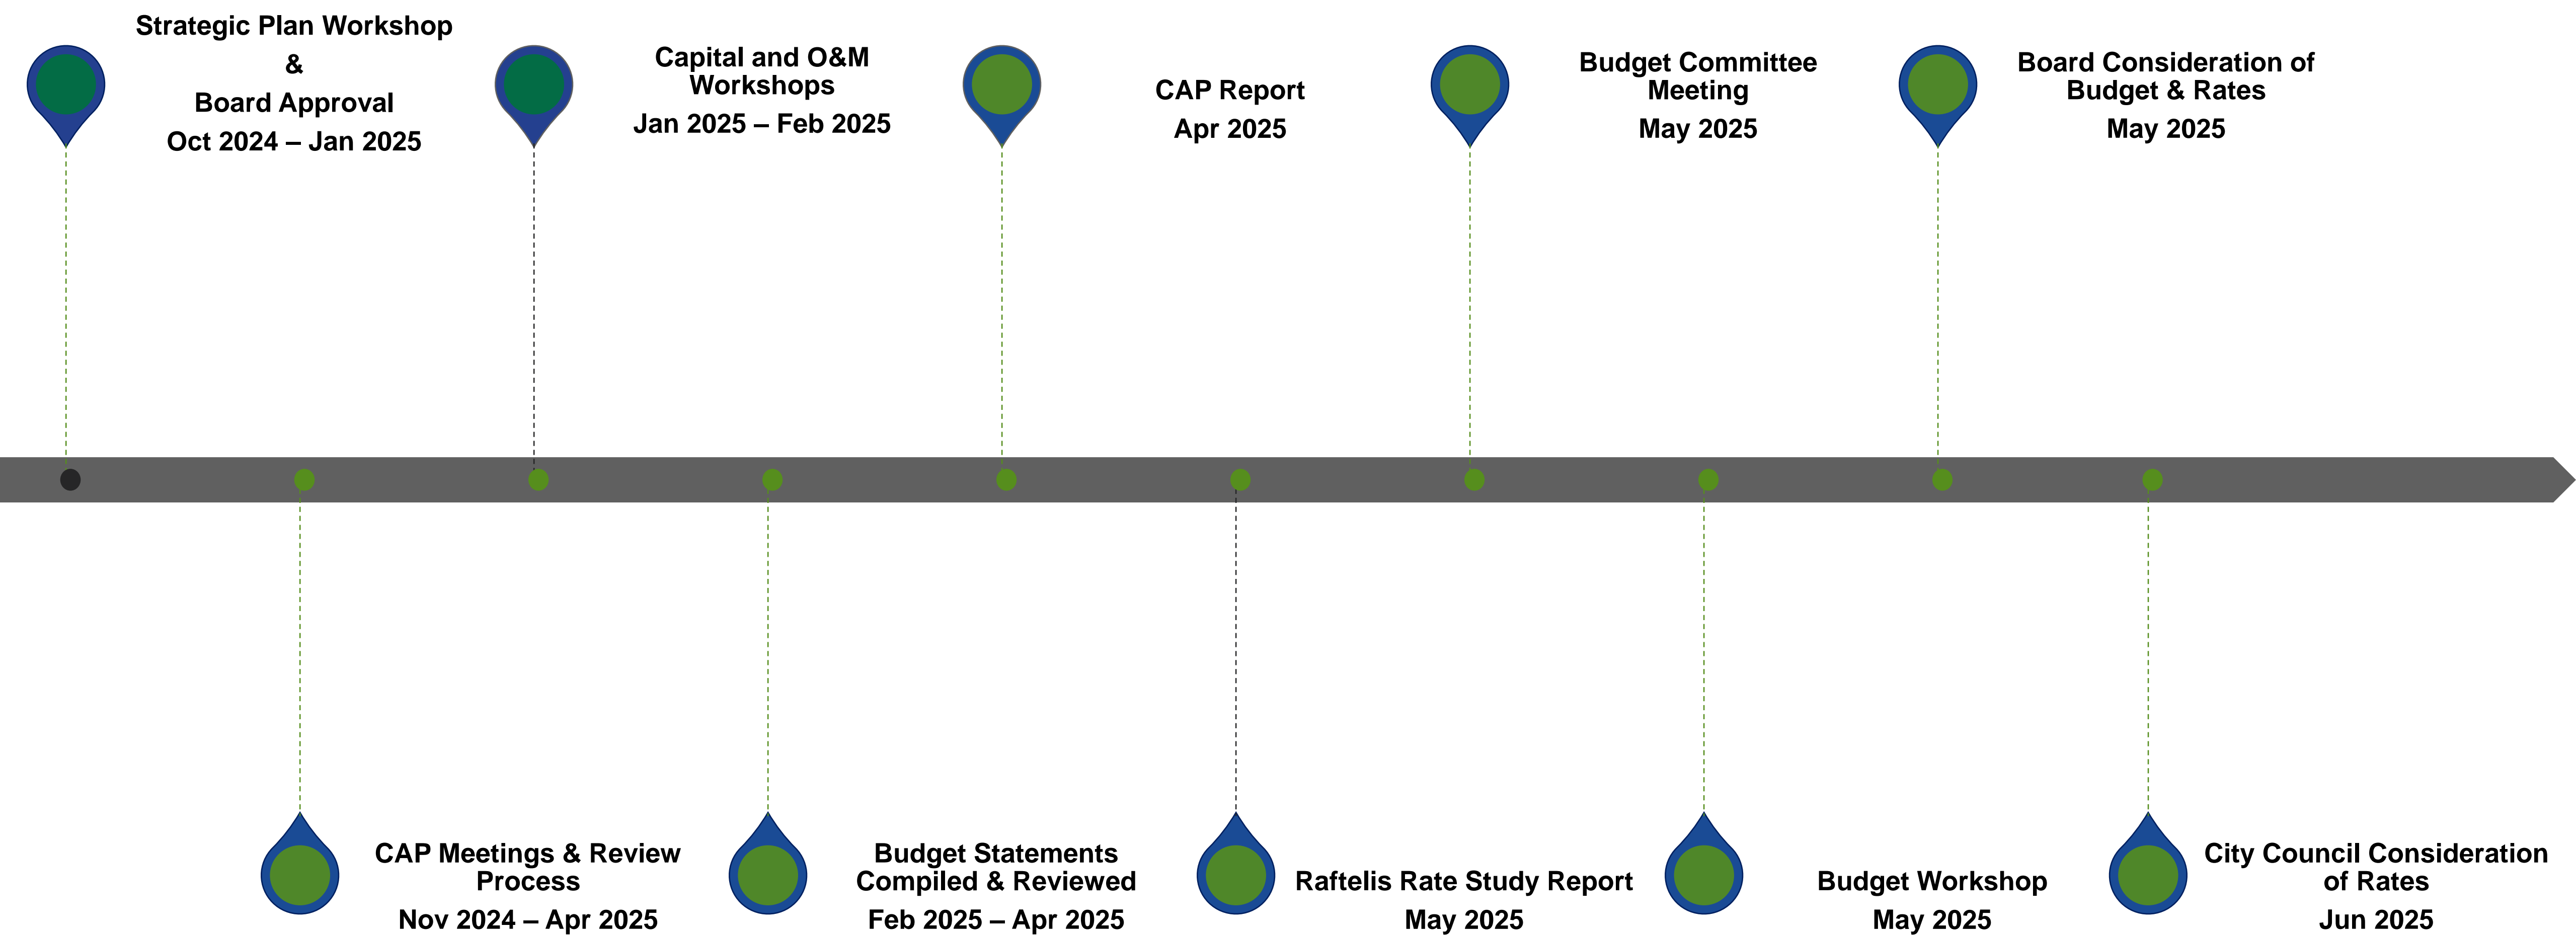 Strategic Plan Workshop
&
Board Approval
Oct 2024 – Jan 2025
Capital and O&M
Workshops
Jan 2025 – Feb 2025
CAP Report
Apr 2025
Budget Committee
Meeting
May 2025
Board Consideration of
Budget & Rates
May 2025
CAP Meetings & Review
Process
Nov 2024 – Apr 2025
Budget Statements
Compiled & Reviewed
Feb 2025 – Apr 2025
Raftelis Rate Study Report
May 2025
Budget Workshop
May 2025
City Council Consideration
of Rates
Jun 2025